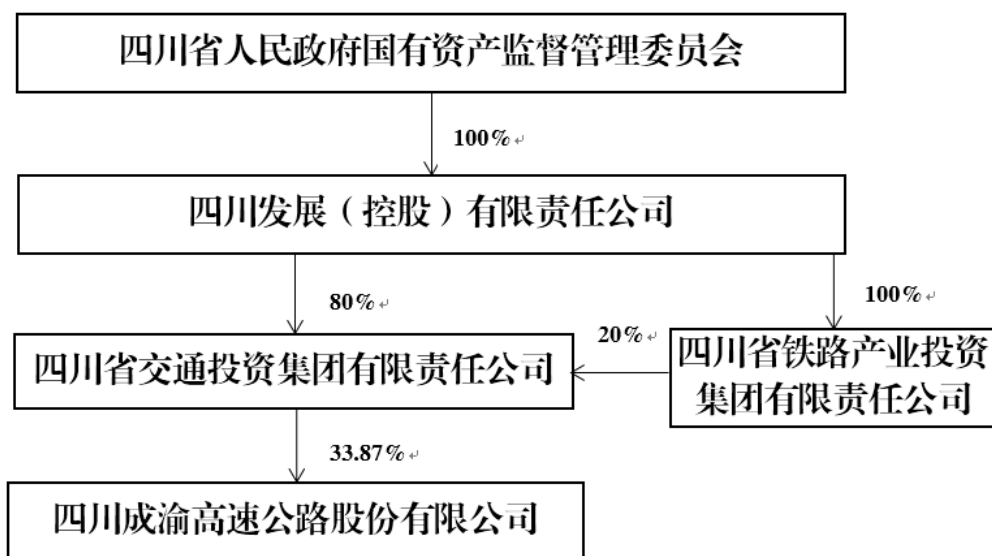 四川省人民政府国有资产监督管理委员会
100%
四川发展（控股）有限责任公司
80%
100%
20%
四川省交通投资集团有限责任公司
四川省铁路产业投资
集团有限责任公司
33.87%
四川成渝高速公路股份有限公司